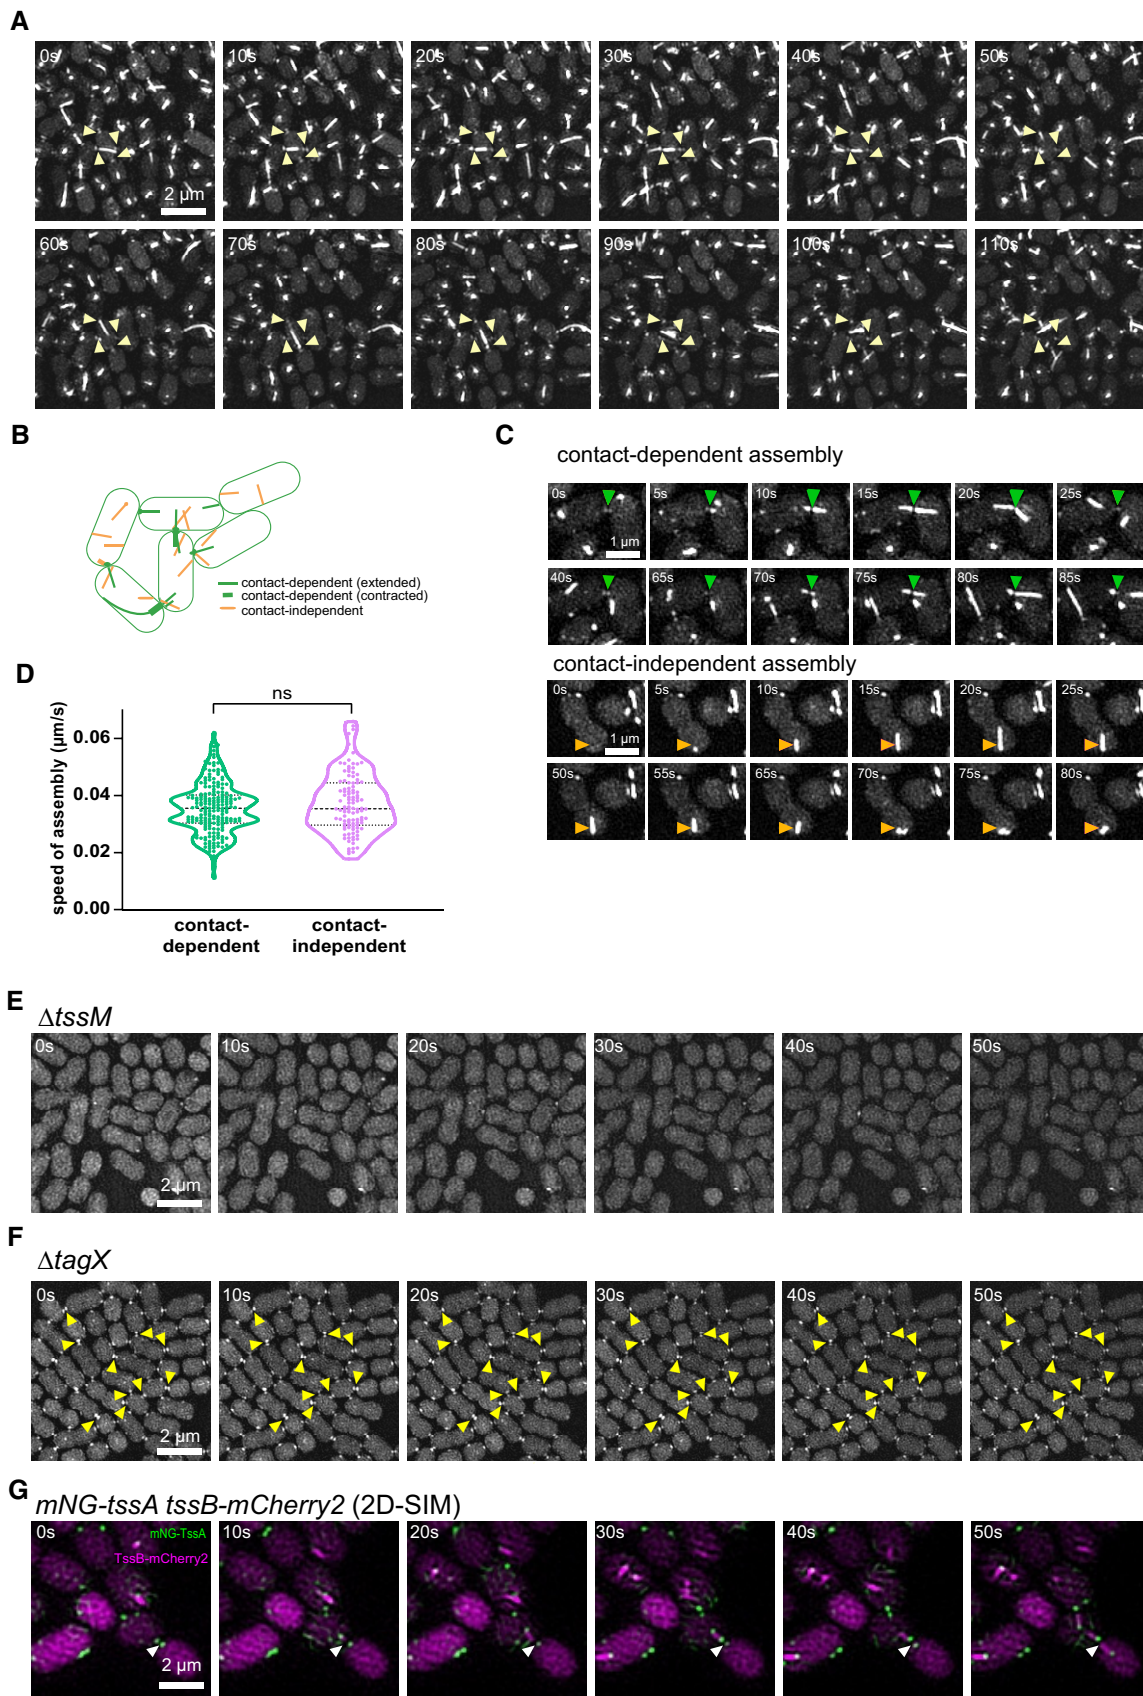 A
0s 10s 20s 30s 40s 50s
2 µm
60s 70s 80s 90s 100s 110s
B
contact-dependent (extended)
contact-dependent (contracted)
contact-independent
C
contact-dependent assembly
0s 5s 10s 15s 20s 25s
1 µm
40s 65s 70s 75s 80s 85s
contact-independent assembly
0s 5s 10s 15s 20s 25s
1 µm
50s 55s 65s 70s 75s 80s
D
ns
speed of assembly (µm/s)
0.06
0.04
0.02
0.00
contact-
dependent
contact-
independent
E
ΔtssM
0s 10s 20s 30s 40s 50s
2 µm
F
ΔtagX
0s 10s 20s 30s 40s 50s
2 µm
G
mNG-tssA tssB-mCherry2 (2D-SIM)
0s 10s 20s 30s 40s 50s
mNG-TssA
TssB-mCherry2
2 µm